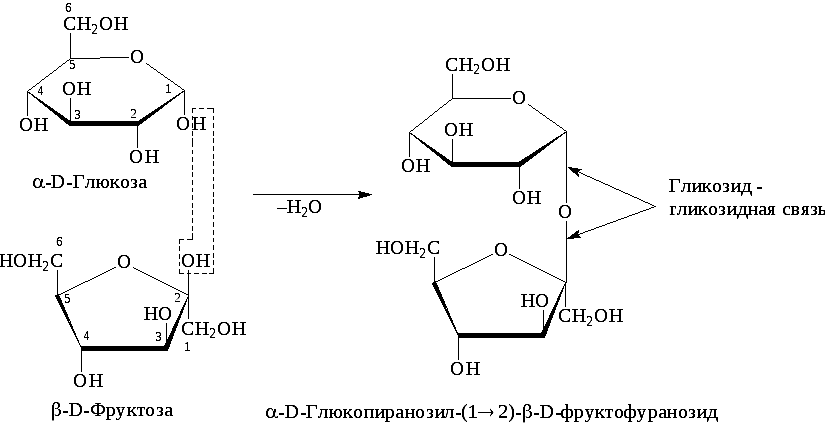 6
CH₂OH
5
O
4
OH
1
OH
3
2
OH
OH
α-D-Глюкоза
–H₂O
6
HOH₂C
O
OH
5
2
HO
CH₂OH
4
3
1
OH
β-D-Фруктоза
CH₂OH
O
OH
OH
OH
Гликозид -
гликозидная связь
O
HOH₂C
O
HO
CH₂OH
OH
α-D-Глюкопиранозил-(1→2)-β-D-фруктофуранозид